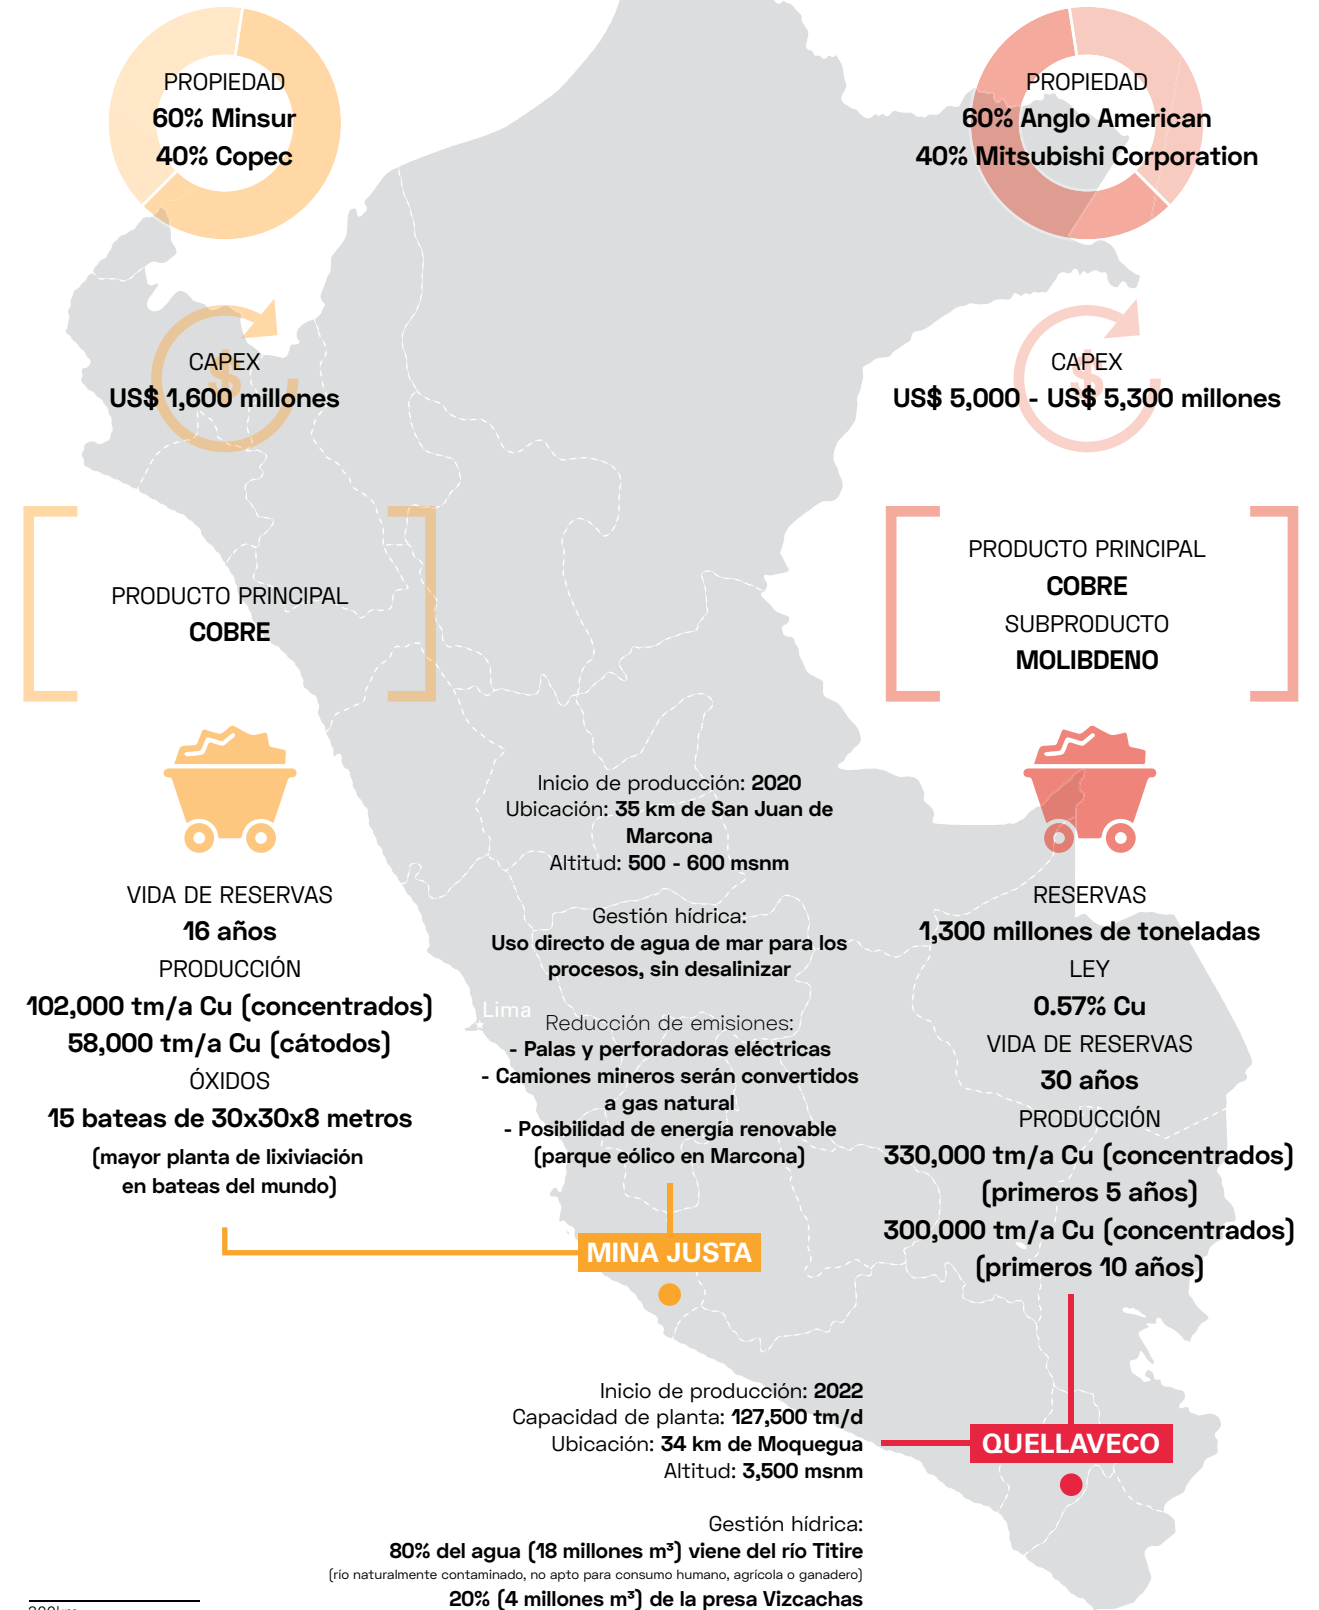 PROPIEDAD
60% Minsur
40% Copec
CAPEX
US$ 1,600 millones
PRODUCTO PRINCIPAL
COBRE
VIDA DE RESERVAS
16 años
PRODUCCIÓN
102,000 tm/a Cu (concentrados)
58,000 tm/a Cu (cátodos)
ÓXIDOS
15 bateas de 30x30x8 metros
(mayor planta de lixiviación
en bateas del mundo)
Inicio de producción: 2020
Ubicación: 35 km de San Juan de
Marcona
Altitud: 500 - 600 msnm
Gestión hídrica:
Uso directo de agua de mar para los
procesos, sin desalinizar
Lima
Reducción de emisiones:
- Palas y perforadoras eléctricas
- Camiones mineros serán convertidos
a gas natural
- Posibilidad de energía renovable
(parque eólico en Marcona)
MINA JUSTA
PROPIEDAD
60% Anglo American
40% Mitsubishi Corporation
CAPEX
US$ 5,000 - US$ 5,300 millones
PRODUCTO PRINCIPAL
COBRE
SUBPRODUCTO
MOLIBDENO
RESERVAS
1,300 millones de toneladas
LEY
0.57% Cu
VIDA DE RESERVAS
30 años
PRODUCCIÓN
330,000 tm/a Cu (concentrados)
(primeros 5 años)
300,000 tm/a Cu (concentrados)
(primeros 10 años)
QUELLAVECO
Inicio de producción: 2022
Capacidad de planta: 127,500 tm/d
Ubicación: 34 km de Moquegua
Altitud: 3,500 msnm
Gestión hídrica:
80% del agua (18 millones m³) viene del río Titire
(río naturalmente contaminado, no apto para consumo humano, agrícola o ganadero)
20% (4 millones m³) de la presa Vizcachas